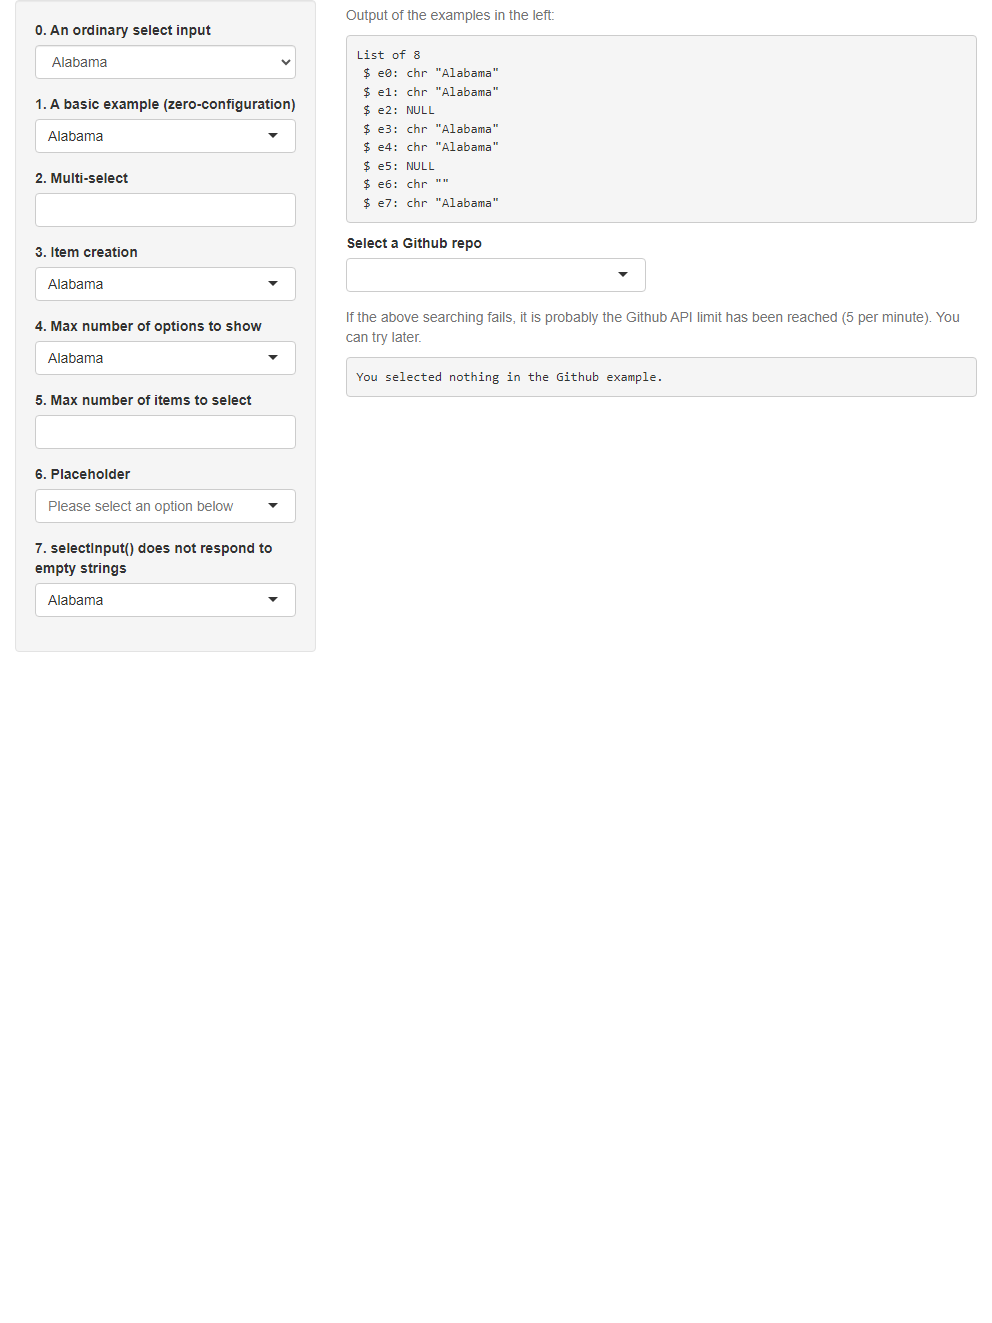 0. An ordinary select input
Alabama
1. A basic example (zero-configuration)
Alabama
2. Multi-select
3. Item creation
Alabama
4. Max number of options to show
Alabama
5. Max number of items to select
6. Placeholder
Please select an option below
7. selectInput() does not respond to
empty strings
Alabama
Output of the examples in the left:
List of 8
 $ e0: chr "Alabama"
 $ e1: chr "Alabama"
 $ e2: NULL
 $ e3: chr "Alabama"
 $ e4: chr "Alabama"
 $ e5: NULL
 $ e6: chr ""
 $ e7: chr "Alabama"
Select a Github repo
If the above searching fails, it is probably the Github API limit has been reached (5 per minute). You
can try later.
You selected nothing in the Github example.